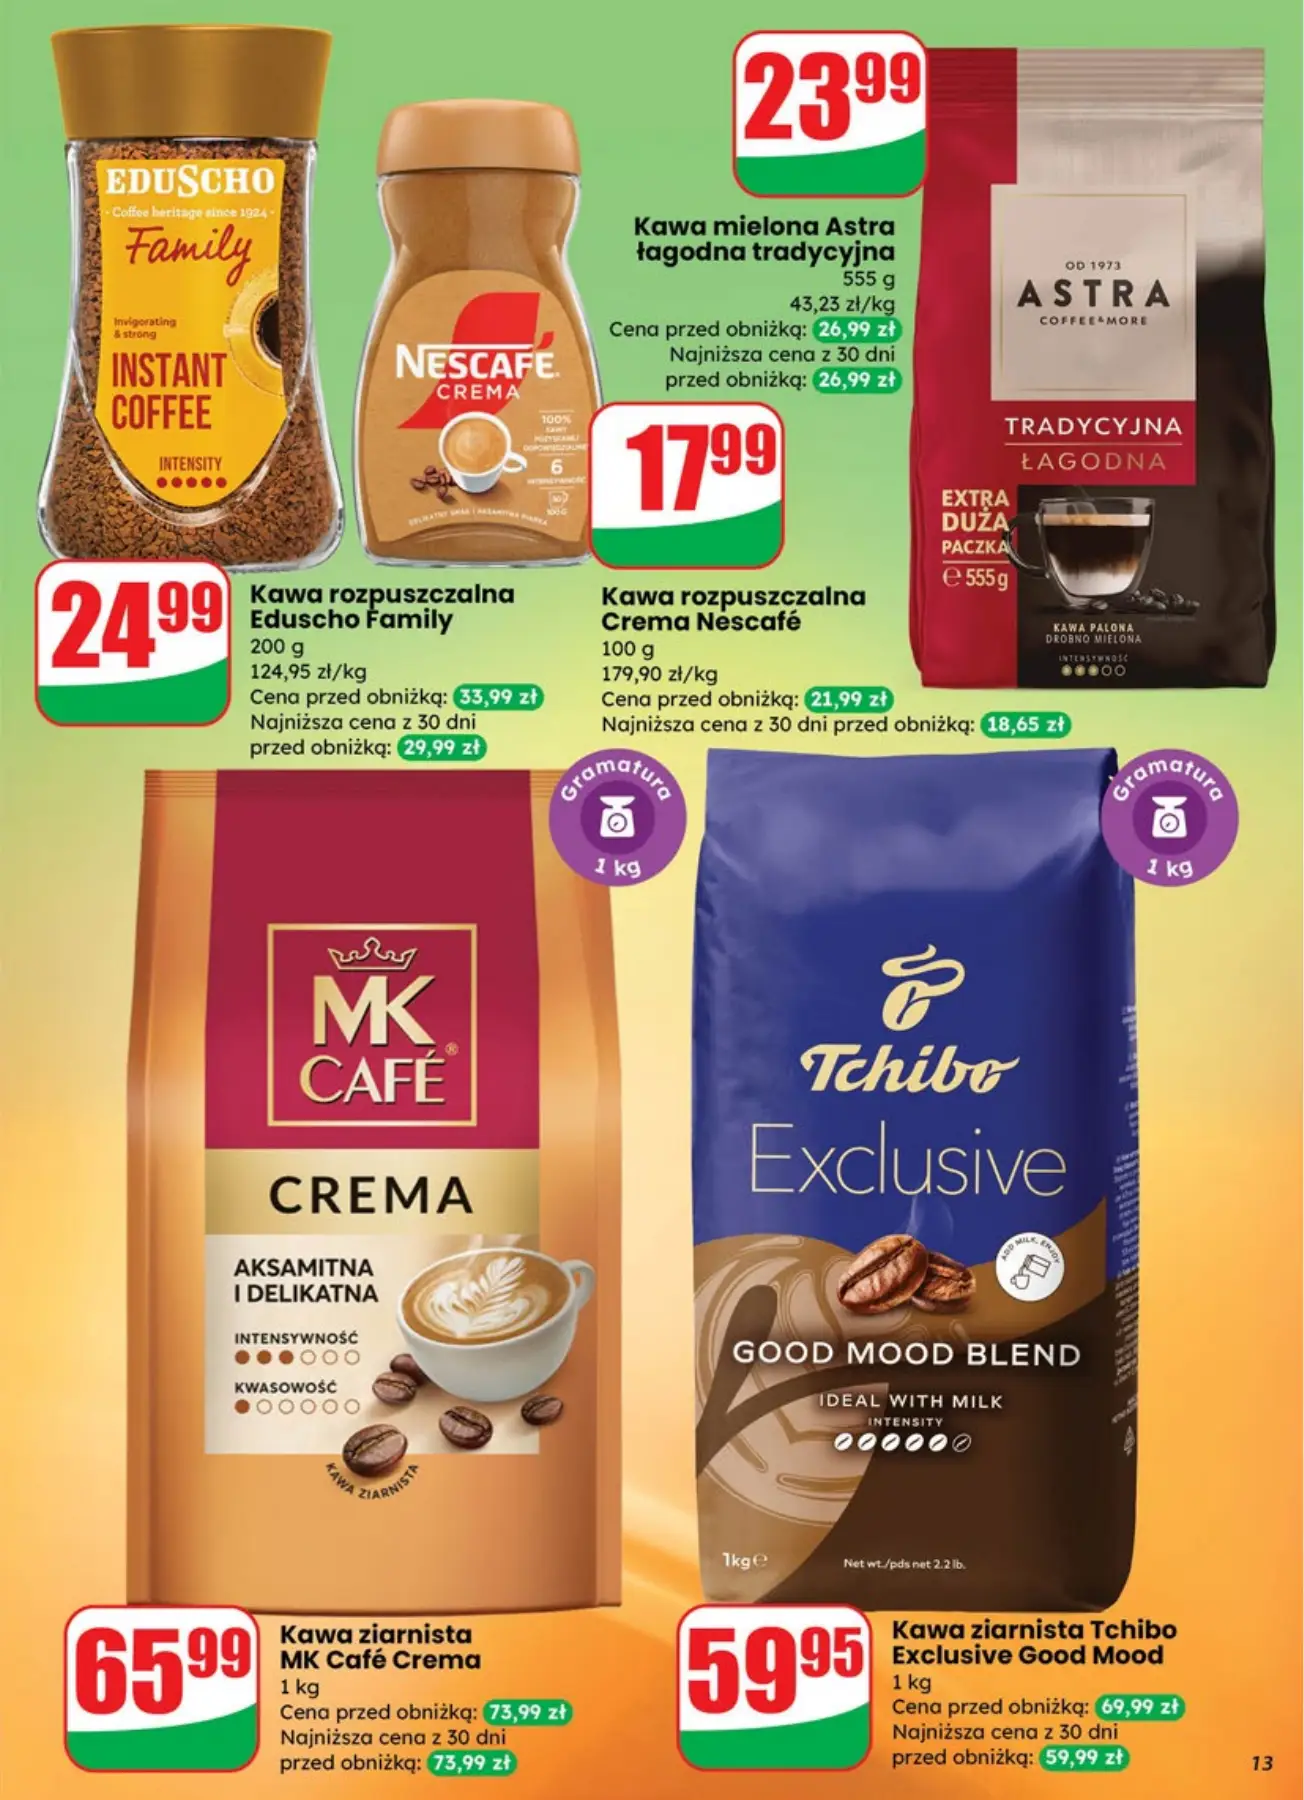 EDUSCHO
Coffee heritage since 1924
Family
Invigorating
& strong
INSTANT
COFFEE
INTENSITY
NESCAFÉ
CREMA
100%
KAWY
6
100G
23 99
Kawa mielona Astra
łagodna tradycyjna
555 g
43,23 zł/kg
Cena przed obniżką: 26,99 zł
Najniższa cena z 30 dni
przed obniżką: 26,99 zł
OD 1973
ASTRA
COFFEE&MORE
TRADYCYJNA
ŁAGODNA
EXTRA
DUŻA
PACZKA
℮ 555g
KAWA PALONA
DROBNO MIELONA
INTENSYWNOŚĆ
24 99
Kawa rozpuszczalna
Eduscho Family
200 g
124,95 zł/kg
Cena przed obniżką: 33,99 zł
Najniższa cena z 30 dni
przed obniżką: 29,99 zł
17 99
Kawa rozpuszczalna
Crema Nescafé
100 g
179,90 zł/kg
Cena przed obniżką: 21,99 zł
Najniższa cena z 30 dni przed obniżką: 18,65 zł
Gramatura
1 kg
MK
CAFÉ®
CREMA
AKSAMITNA
I DELIKATNA
INTENSYWNOŚĆ
KWASOWOŚĆ
KAWA ZIARNISTA
Gramatura
1 kg
Tchibo
Exclusive
ADD MILK, ENJOY
GOOD MOOD BLEND
IDEAL WITH MILK
INTENSITY
1kg℮
Net wt./pds net 2.2 lb.
65 99
Kawa ziarnista
MK Café Crema
1 kg
Cena przed obniżką: 73,99 zł
Najniższa cena z 30 dni
przed obniżką: 73,99 zł
59 95
Kawa ziarnista Tchibo
Exclusive Good Mood
1 kg
Cena przed obniżką: 69,99 zł
Najniższa cena z 30 dni
przed obniżką: 59,99 zł
13